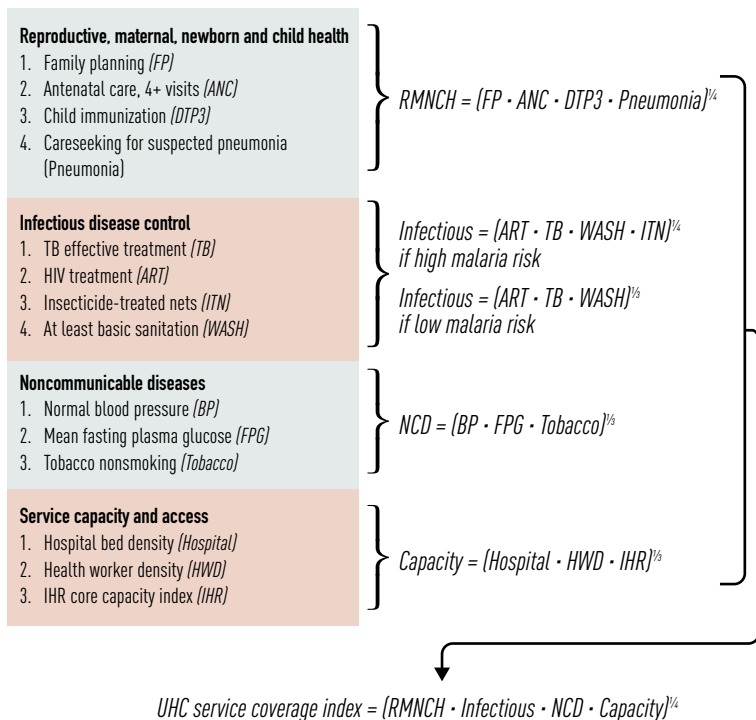 Reproductive, maternal, newborn and child health
1. Family planning (FP)
2. Antenatal care, 4+ visits (ANC)
3. Child immunization (DTP3)
4. Careseeking for suspected pneumonia
(Pneumonia)
RMNCH = (FP · ANC · DTP3 · Pneumonia)¼
Infectious disease control
1. TB effective treatment (TB)
2. HIV treatment (ART)
3. Insecticide-treated nets (ITN)
4. At least basic sanitation (WASH)
Infectious = (ART · TB · WASH · ITN)¼
if high malaria risk
Infectious = (ART · TB · WASH)⅓
if low malaria risk
Noncommunicable diseases
1. Normal blood pressure (BP)
2. Mean fasting plasma glucose (FPG)
3. Tobacco nonsmoking (Tobacco)
NCD = (BP · FPG · Tobacco)⅓
Service capacity and access
1. Hospital bed density (Hospital)
2. Health worker density (HWD)
3. IHR core capacity index (IHR)
Capacity = (Hospital · HWD · IHR)⅓
UHC service coverage index = (RMNCH · Infectious · NCD · Capacity)¼